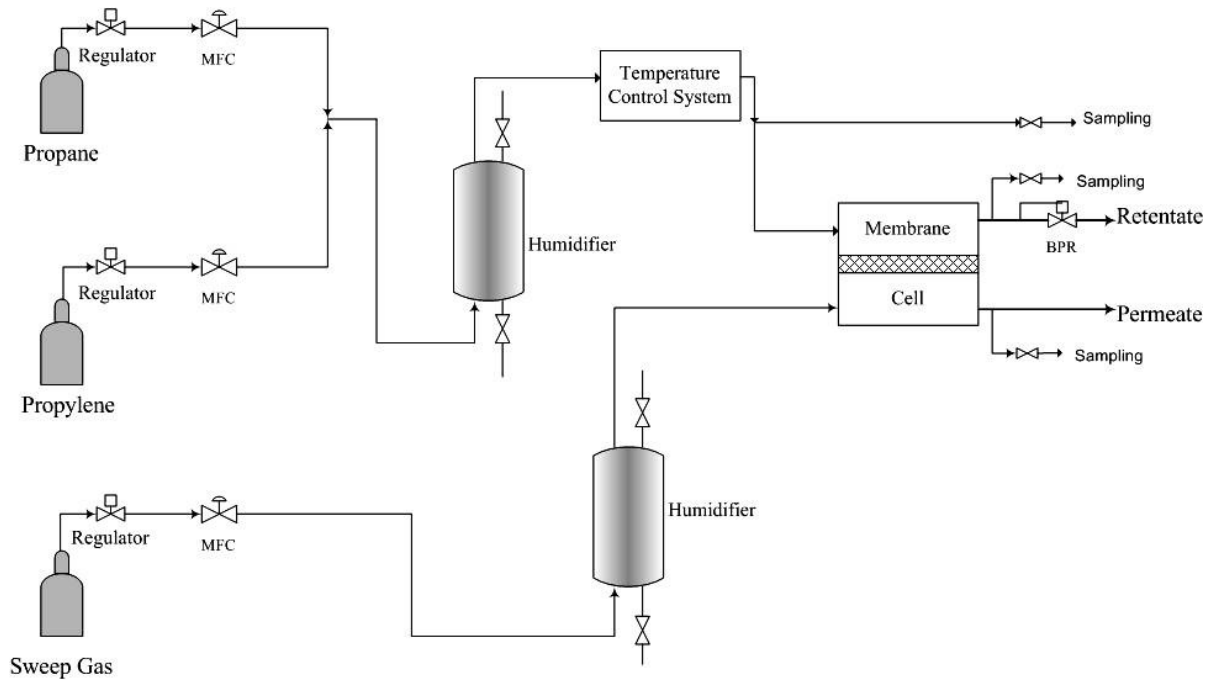 Regulator
MFC
Propane
Temperature
Control System
Sampling
Sampling
Retentate
BPR
Membrane
Cell
Humidifier
Regulator
MFC
Propylene
Permeate
Sampling
Humidifier
Regulator
MFC
Sweep Gas